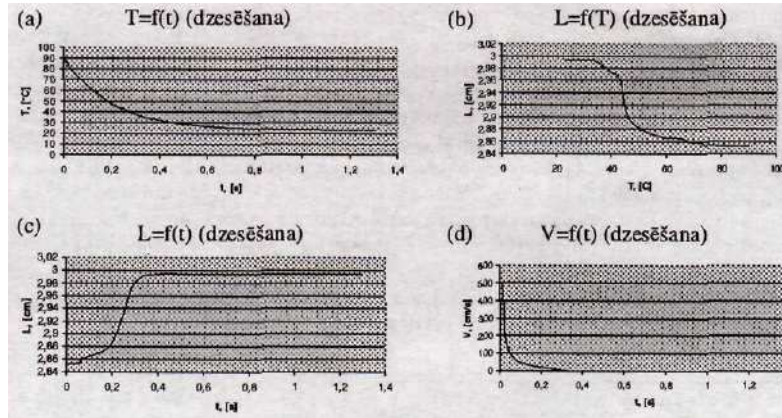 (a) T=f(t) (dzesēšana)
T, [°C]
100
90
80
70
60
50
40
30
20
10
0
0 0,2 0,4 0,6 0,8 1 1,2 1,4
t, [s]
(b) L=f(T) (dzesēšana)
L, [cm]
3,02
3
2,98
2,96
2,94
2,92
2,9
2,88
2,86
2,84
0 20 40 60 80 100
T, [C]
(c) L=f(t) (dzesēšana)
L, [cm]
3,02
3
2,98
2,96
2,94
2,92
2,9
2,88
2,86
2,84
0 0,2 0,4 0,6 0,8 1 1,2 1,4
t, [s]
(d) V=f(t) (dzesēšana)
V, [cm/s]
100
0
0 0,2 0,4 0,6 0,8 1 1,2
t, [s]